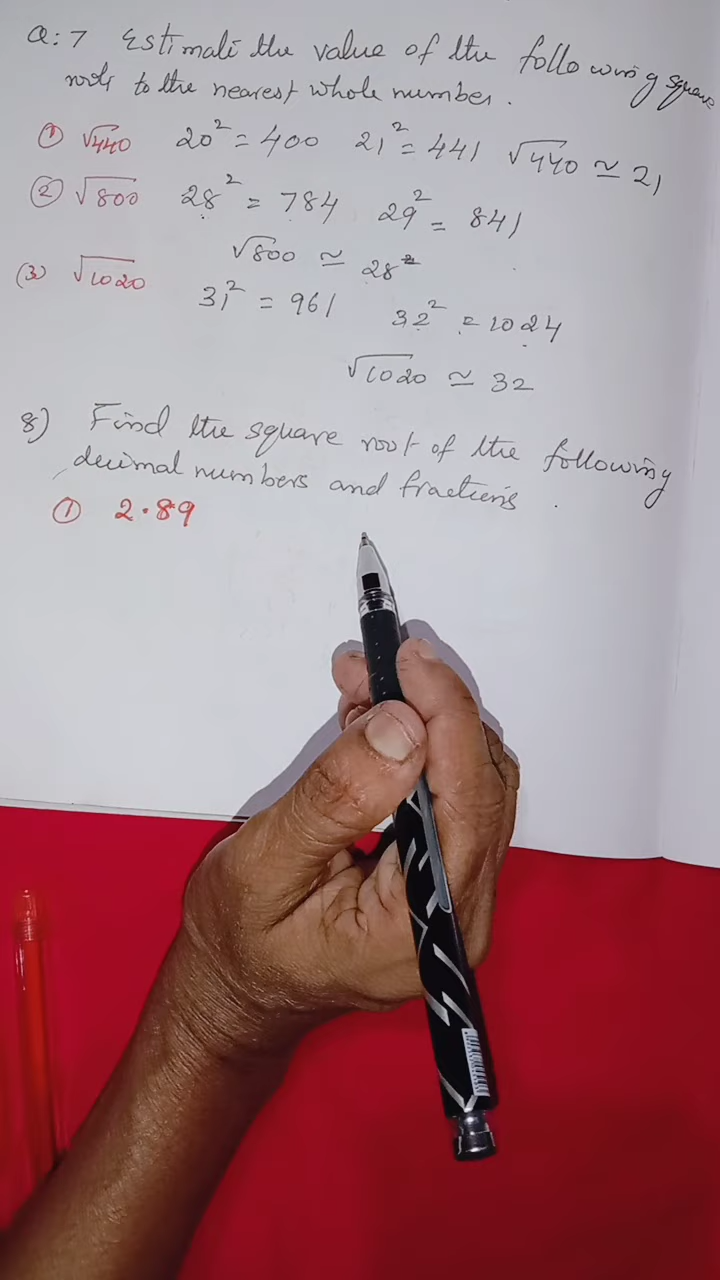 Q:7 Estimate the value of the following square
roots to the nearest whole number.
① √440 20² = 400 21² = 441 √440 ≃ 21
② √800 28² = 784 29² = 841
√800 ≃ 28
(3) √1020 31² = 961 32² = 1024
√1020 ≃ 32
8) Find the square root of the following
decimal numbers and fractions.
① 2.89